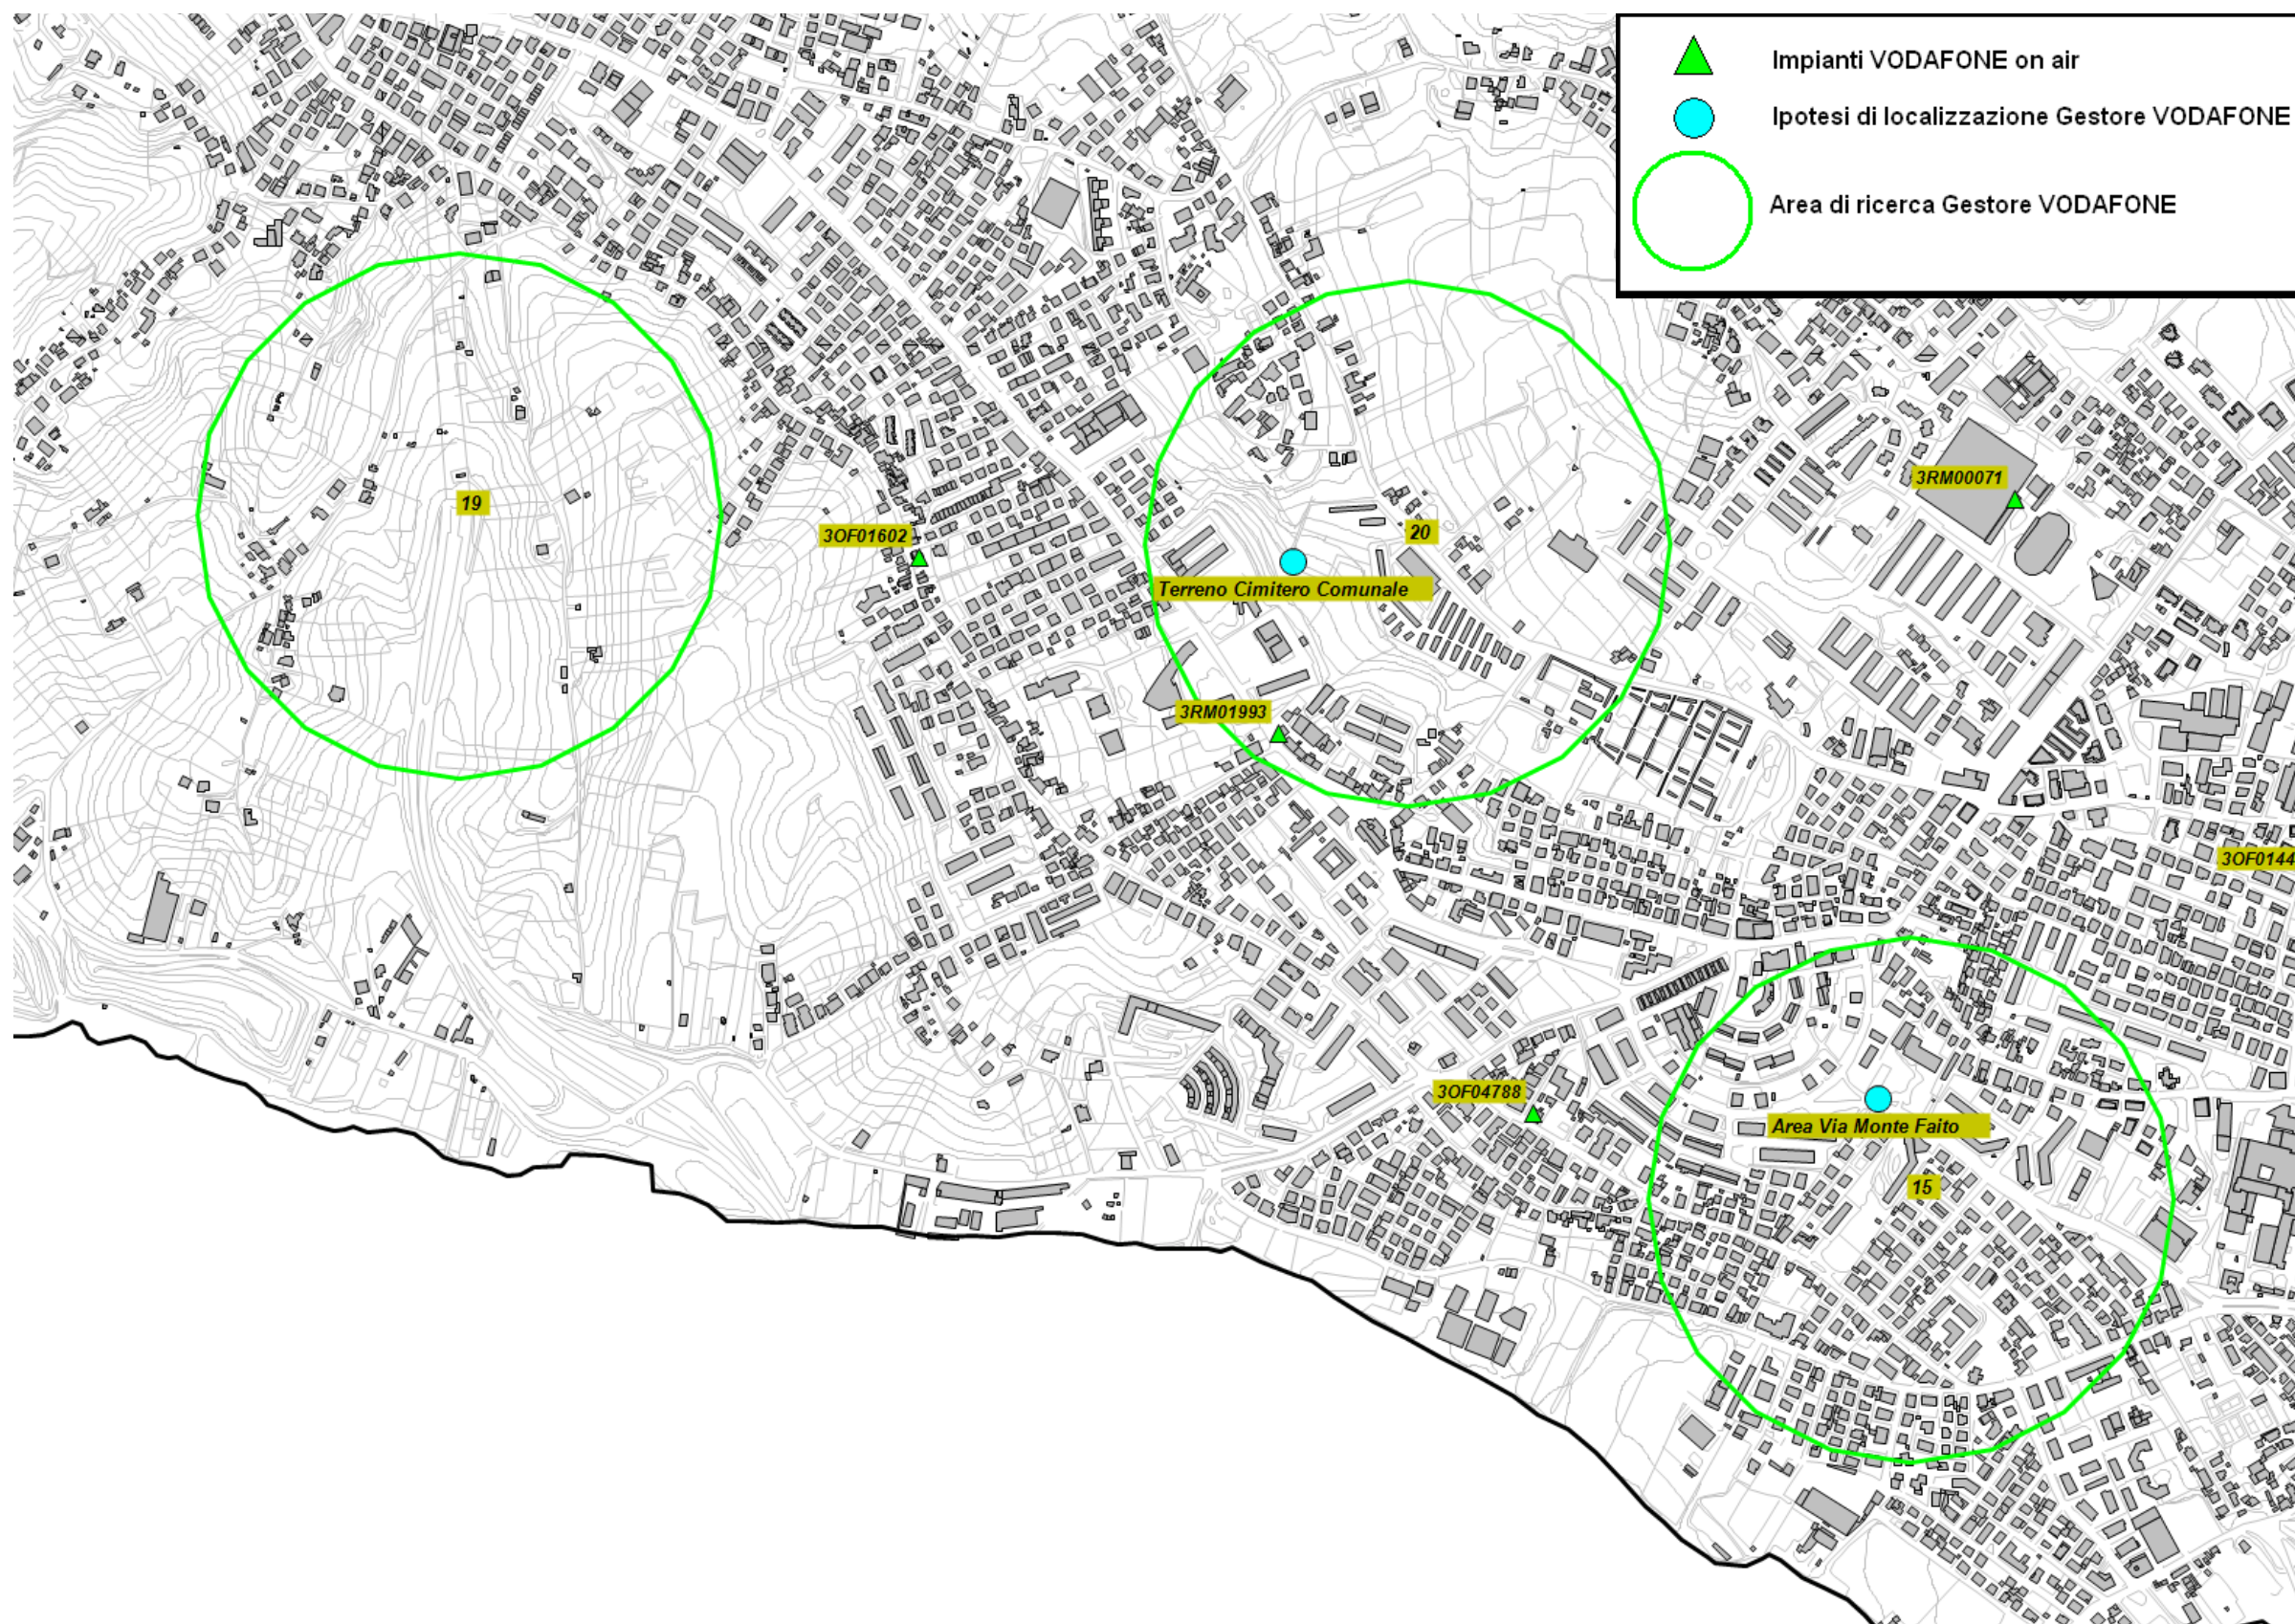 Impianti VODAFONE on air
Ipotesi di localizzazione Gestore VODAFONE
Area di ricerca Gestore VODAFONE
3RM00071
19
3OF01602
20
Terreno Cimitero Comunale
3RM01993
3OF0144
3OF04788
Area Via Monte Faito
15